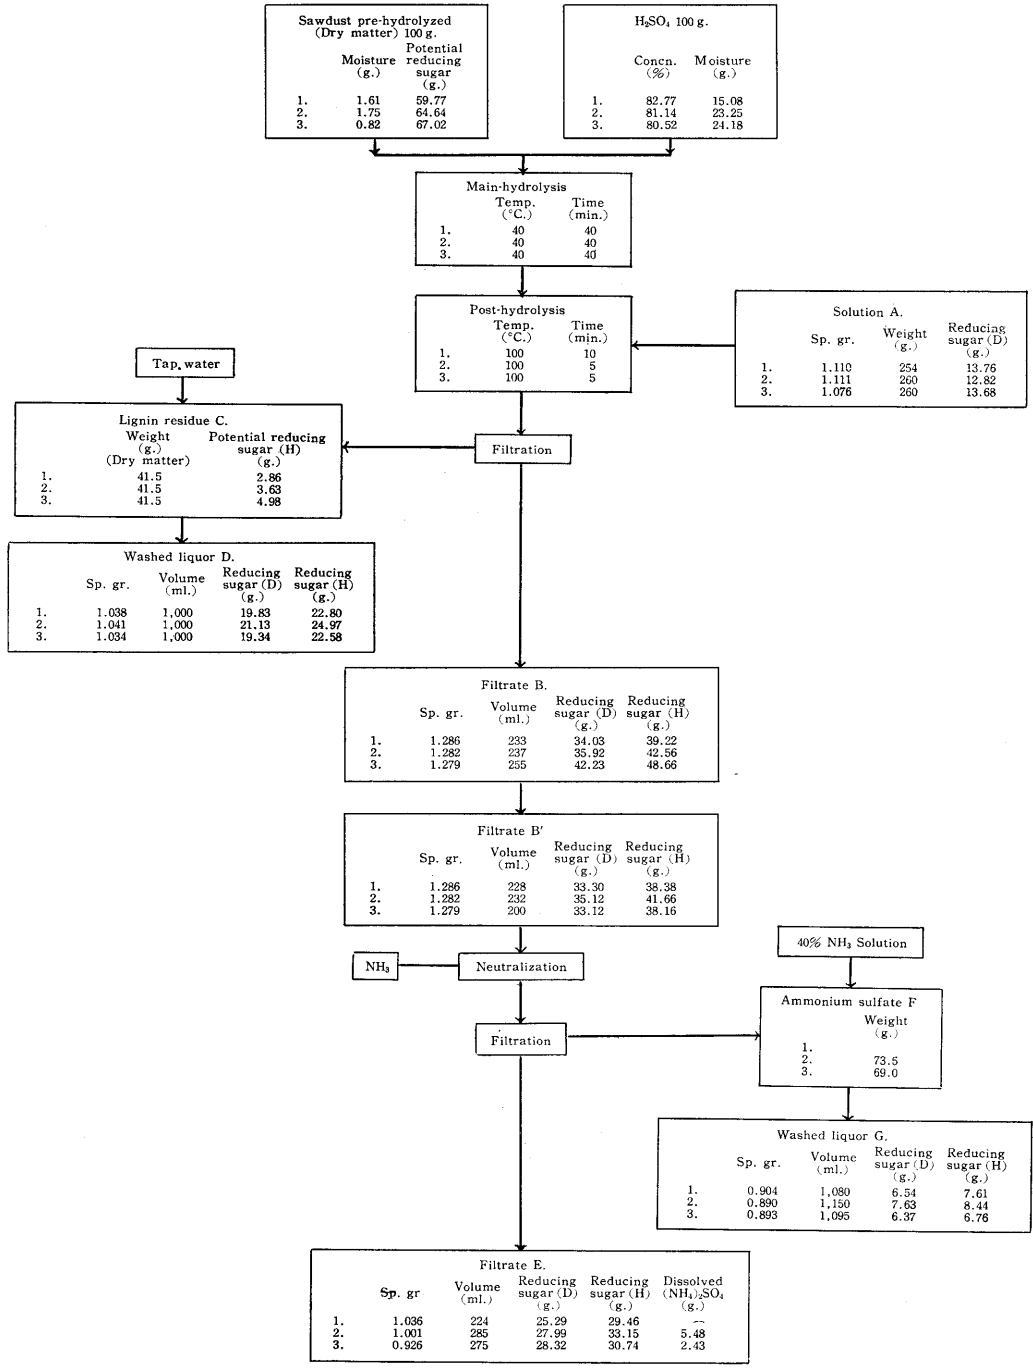 Sawdust pre-hydrolyzed
(Dry matter) 100 g.
Moisture (g.) Potential reducing sugar (g.)
1. 1.61 59.77
2. 1.75 64.64
3. 0.82 67.02
H₂SO₄ 100 g.
Concn. (%) Moisture (g.)
1. 82.77 15.08
2. 81.14 23.25
3. 80.52 24.18
Main-hydrolysis
Temp. (°C.) Time (min.)
1. 40 40
2. 40 40
3. 40 40
Post-hydrolysis
Temp. (°C.) Time (min.)
1. 100 10
2. 100 5
3. 100 5
Solution A.
Sp. gr. Weight (g.) Reducing sugar (D) (g.)
1. 1.110 254 13.76
2. 1.111 260 12.82
3. 1.076 260 13.68
Tap. water
Lignin residue C.
Weight (g.) (Dry matter) Potential reducing sugar (H) (g.)
1. 41.5 2.86
2. 41.5 3.63
3. 41.5 4.98
Filtration
Washed liquor D.
Sp. gr. Volume (ml.) Reducing sugar (D) (g.) Reducing sugar (H) (g.)
1. 1.038 1,000 19.83 22.80
2. 1.041 1,000 21.13 24.97
3. 1.034 1,000 19.34 22.58
Filtrate B.
Sp. gr. Volume (ml.) Reducing sugar (D) (g.) Reducing sugar (H) (g.)
1. 1.286 233 34.03 39.22
2. 1.282 237 35.92 42.56
3. 1.279 255 42.23 48.66
Filtrate B′
Sp. gr. Volume (ml.) Reducing sugar (D) (g.) Reducing sugar (H) (g.)
1. 1.286 228 33.30 38.38
2. 1.282 232 35.12 41.66
3. 1.279 200 33.12 38.16
NH₃
Neutralization
40% NH₃ Solution
Filtration
Ammonium sulfate F
Weight (g.)
1.
2. 73.5
3. 69.0
Washed liquor G.
Sp. gr. Volume (ml.) Reducing sugar (D) (g.) Reducing sugar (H) (g.)
1. 0.904 1,080 6.54 7.61
2. 0.890 1,150 7.63 8.44
3. 0.893 1,095 6.37 6.76
Filtrate E.
Sp. gr Volume (ml.) Reducing sugar (D) (g.) Reducing sugar (H) (g.) Dissolved (NH₄)₂SO₄ (g.)
1. 1.036 224 25.29 29.46 —
2. 1.001 285 27.99 33.15 5.48
3. 0.926 275 28.32 30.74 2.43